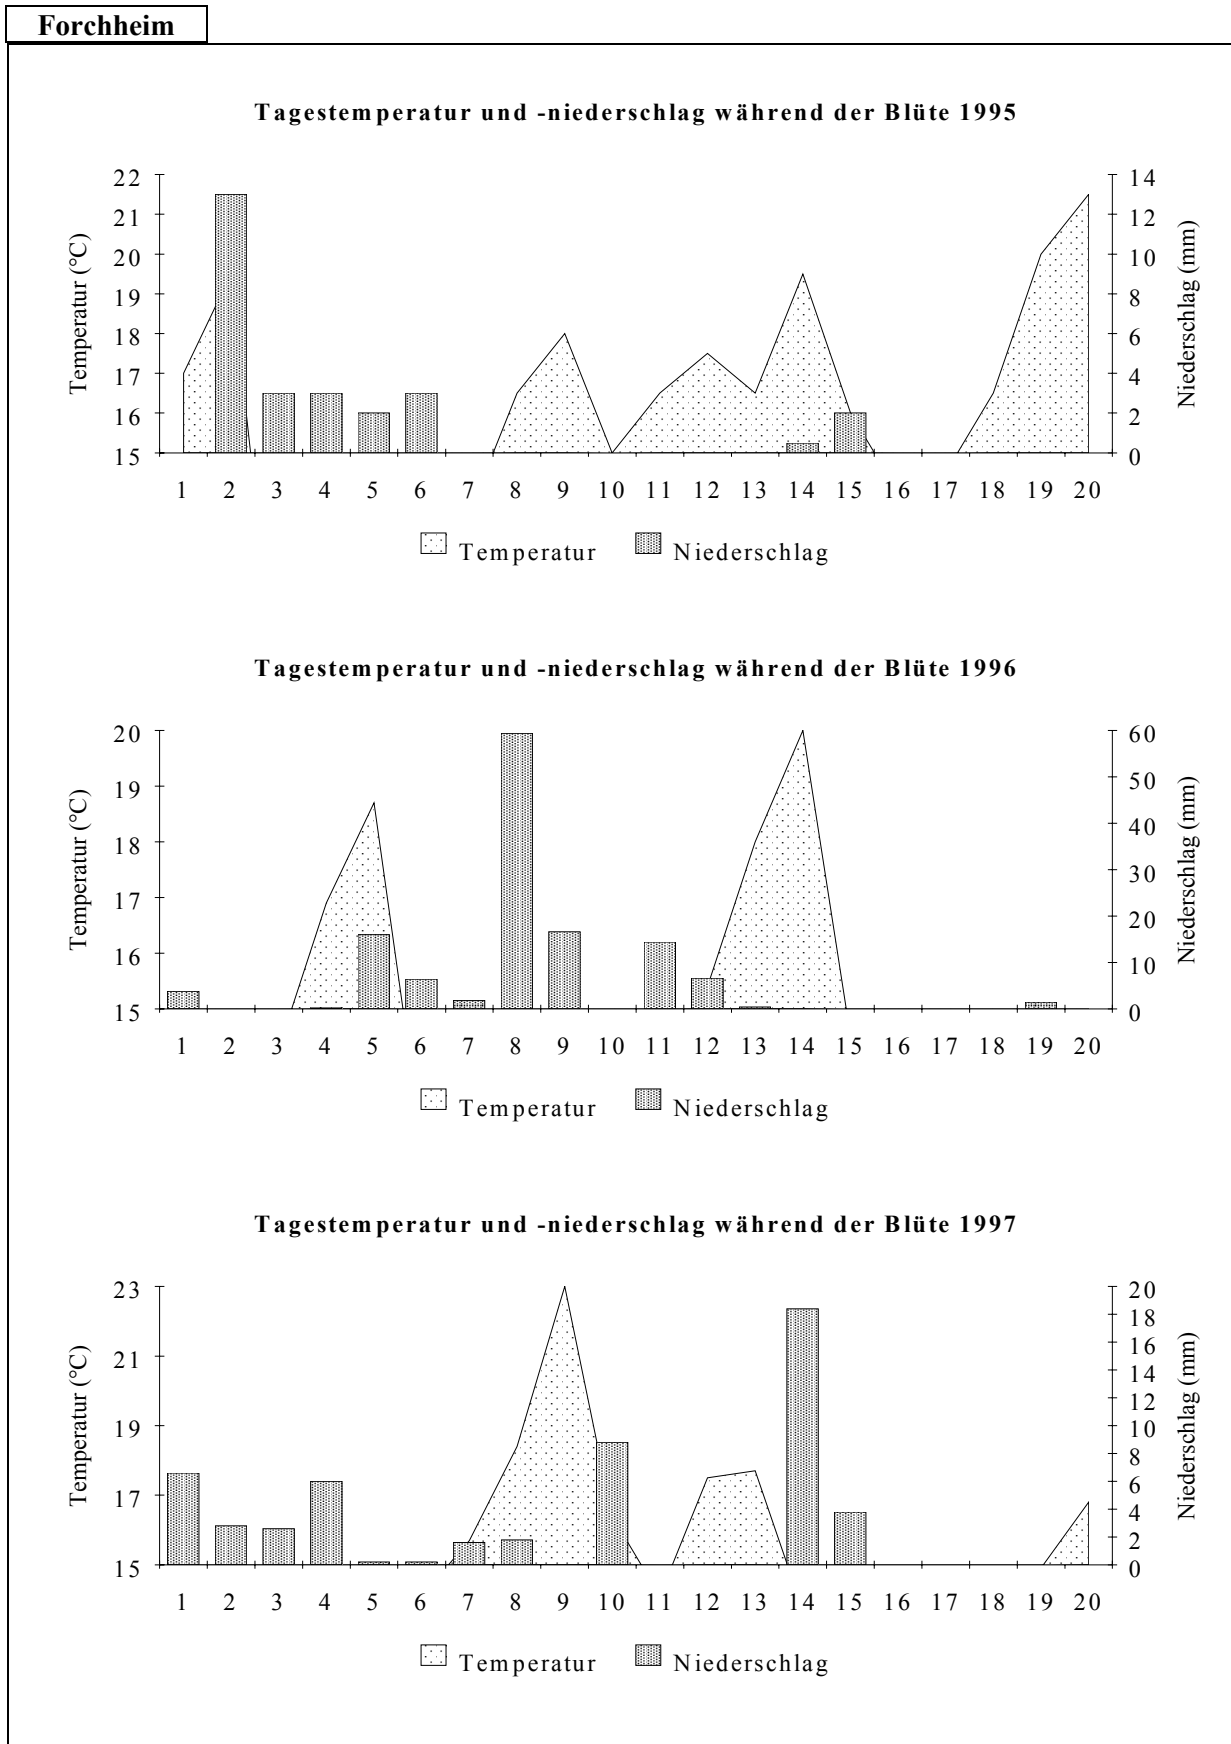 Forchheim
Tagestemperatur und -niederschlag während der Blüte 1995
Temperatur (°C)
22
21
20
19
18
17
16
15
Niederschlag (mm)
14
12
10
8
6
4
2
0
1 2 3 4 5 6 7 8 9 10 11 12 13 14 15 16 17 18 19 20
Temperatur Niederschlag
Tagestemperatur und -niederschlag während der Blüte 1996
Temperatur (°C)
20
19
18
17
16
15
Niederschlag (mm)
60
50
40
30
20
10
0
1 2 3 4 5 6 7 8 9 10 11 12 13 14 15 16 17 18 19 20
Temperatur Niederschlag
Tagestemperatur und -niederschlag während der Blüte 1997
Temperatur (°C)
23
21
19
17
15
Niederschlag (mm)
20
18
16
14
12
10
8
6
4
2
0
1 2 3 4 5 6 7 8 9 10 11 12 13 14 15 16 17 18 19 20
Temperatur Niederschlag